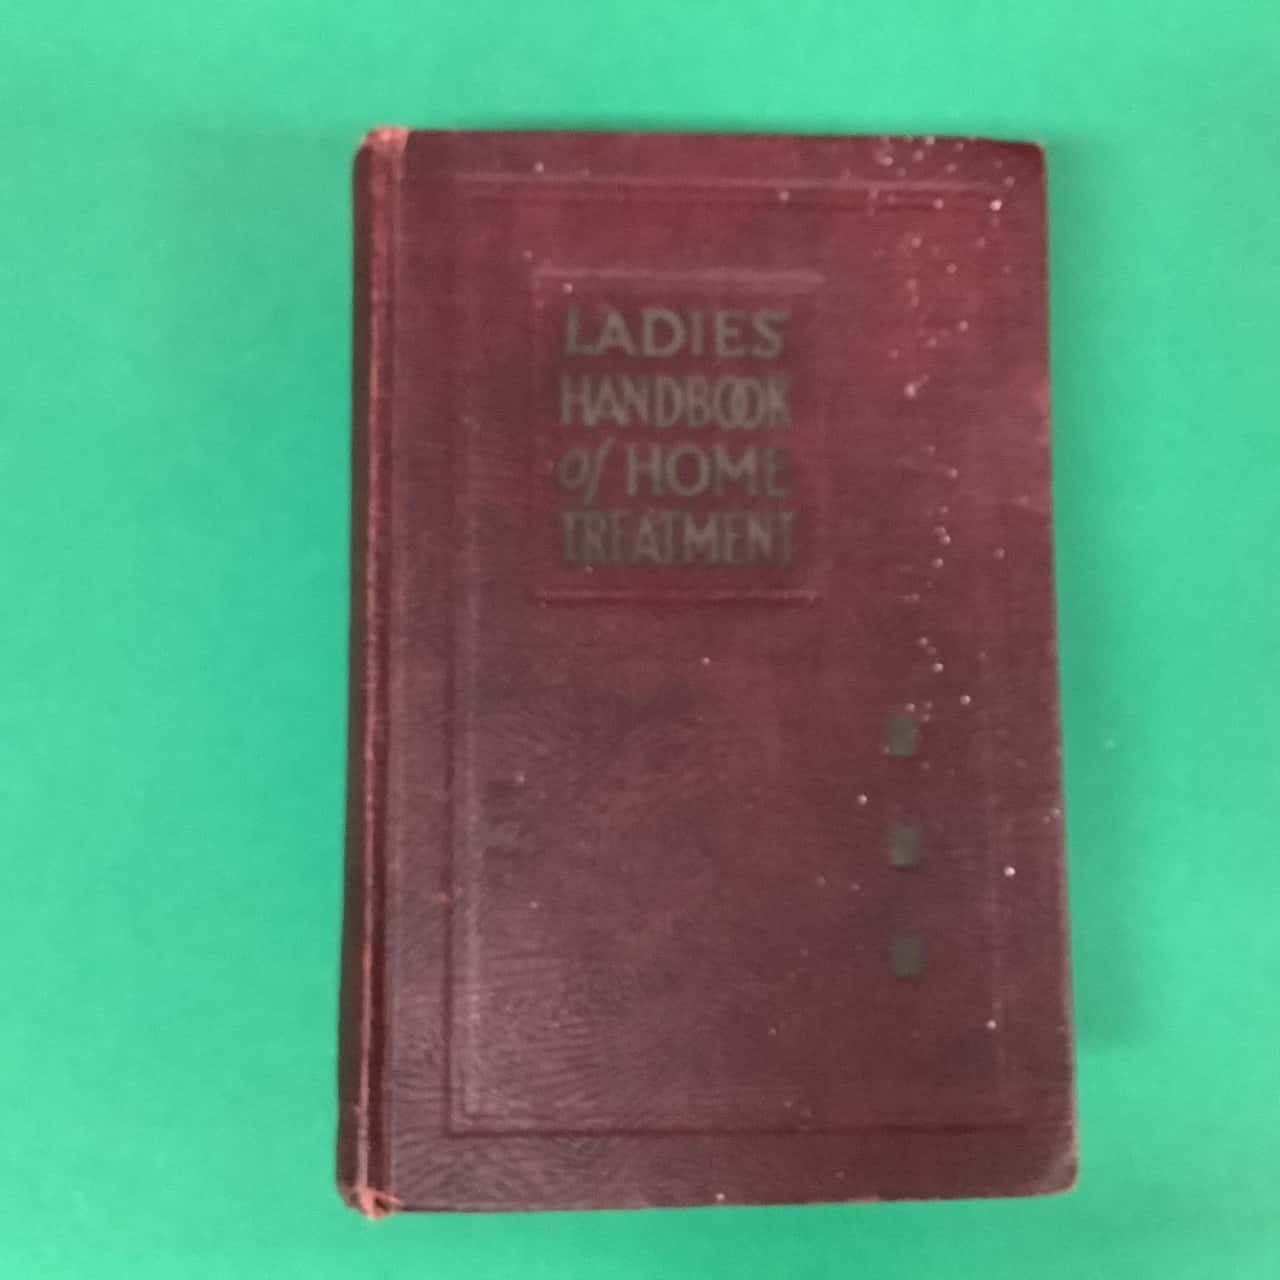 LADIES'
HANDBOOK
of HOME
TREATMENT